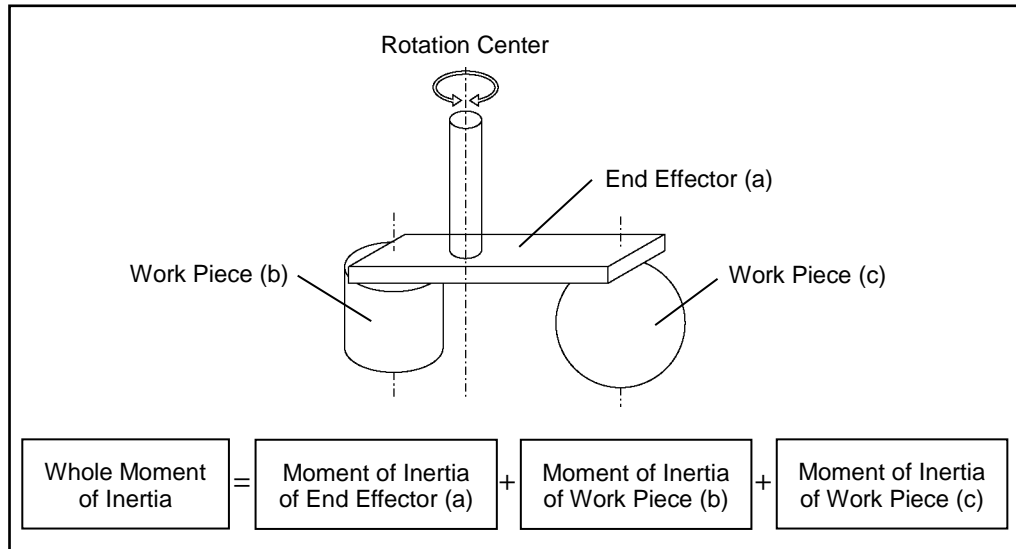 Rotation Center
End Effector (a)
Work Piece (b)
Work Piece (c)
Whole Moment
of Inertia
=
Moment of Inertia
of End Effector (a)
+
Moment of Inertia
of Work Piece (b)
+
Moment of Inertia
of Work Piece (c)